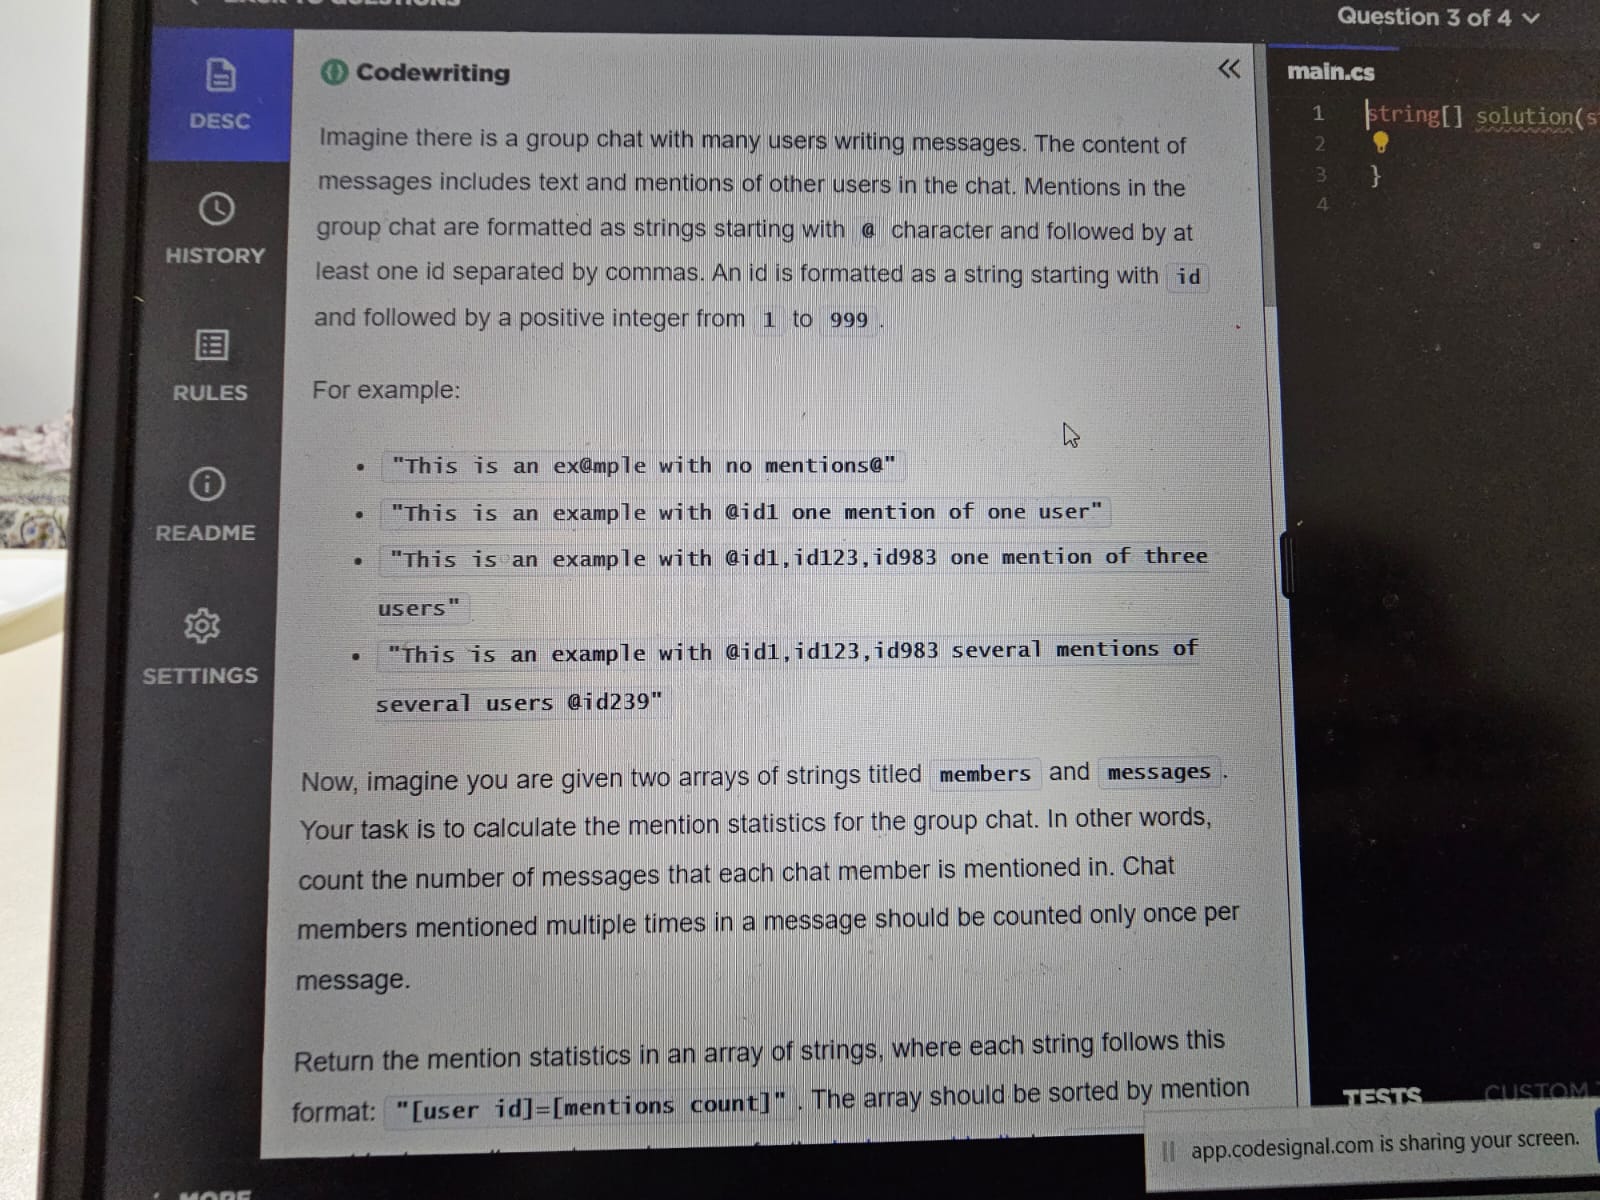 Question 3 of 4
DESC
HISTORY
RULES
README
SETTINGS
Codewriting
Imagine there is a group chat with many users writing messages. The content of
messages includes text and mentions of other users in the chat. Mentions in the
group chat are formatted as strings starting with @ character and followed by at
least one id separated by commas. An id is formatted as a string starting with id
and followed by a positive integer from 1 to 999 .
For example:
• "This is an ex@mple with no mentions@"
• "This is an example with @id1 one mention of one user"
• "This is an example with @id1,id123,id983 one mention of three
users"
• "This is an example with @id1,id123,id983 several mentions of
several users @id239"
Now, imagine you are given two arrays of strings titled members and messages .
Your task is to calculate the mention statistics for the group chat. In other words,
count the number of messages that each chat member is mentioned in. Chat
members mentioned multiple times in a message should be counted only once per
message.
Return the mention statistics in an array of strings, where each string follows this
format: "[user id]=[mentions count]" . The array should be sorted by mention
main.cs
1 string[] solution(s
2
3 }
4
TESTS CUSTOM
app.codesignal.com is sharing your screen.
MORE